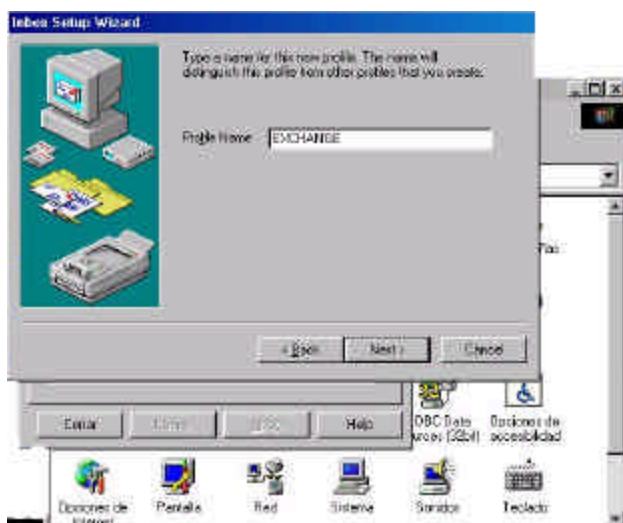 Inbox Setup Wizard
Type a name for this new profile. The name will
distinguish this profile from other profiles that you create.
Profile Name
EXCHANGE
< Back
Next >
Cancel
Cerrar
Help
ODBC Data
Opciones de
(32bit)
accesibilidad
Opciones de
Pantalla
Red
Sistema
Sonidos
Teclado
Internet